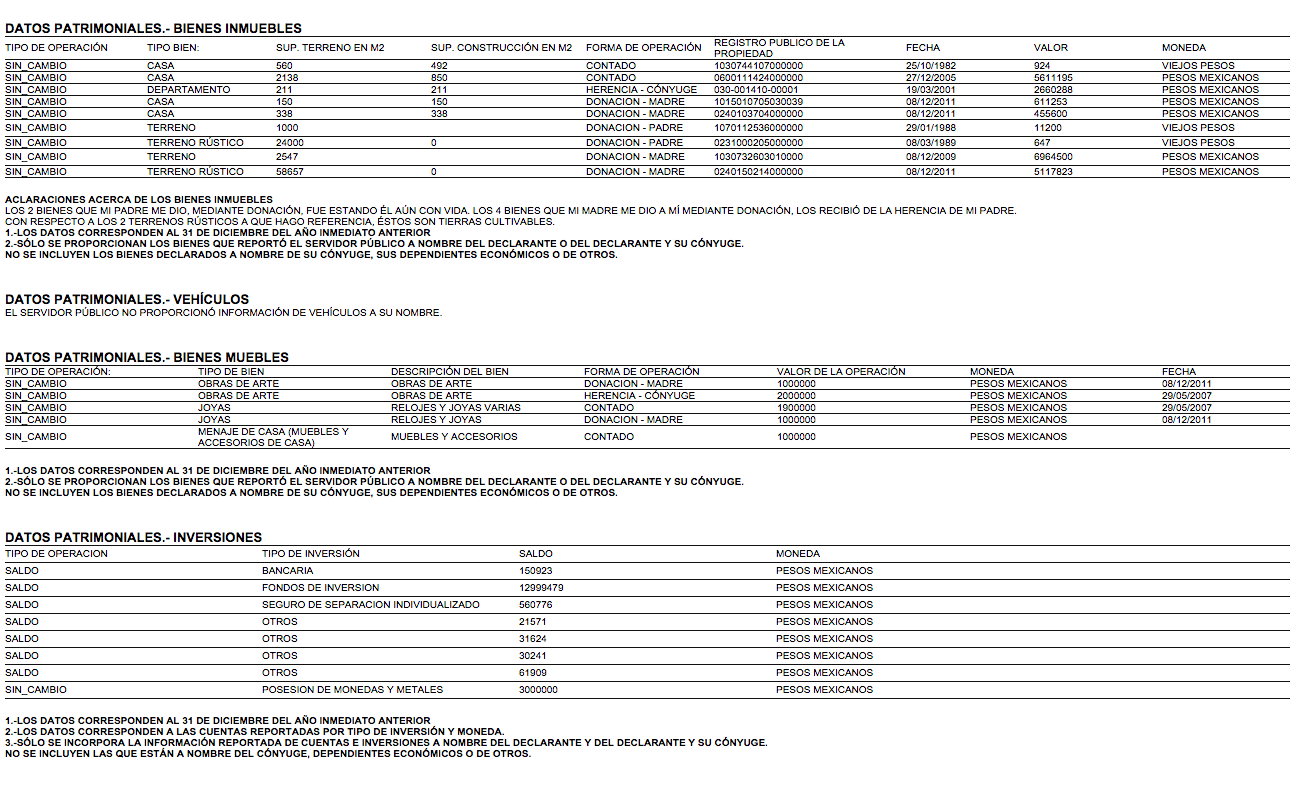 DATOS PATRIMONIALES.- BIENES INMUEBLES
TIPO DE OPERACIÓN TIPO BIEN: SUP. TERRENO EN M2 SUP. CONSTRUCCIÓN EN M2 FORMA DE OPERACIÓN REGISTRO PUBLICO DE LA PROPIEDAD FECHA VALOR MONEDA
SIN_CAMBIO CASA 560 492 CONTADO 1030744107000000 25/10/1982 924 VIEJOS PESOS
SIN_CAMBIO CASA 2138 850 CONTADO 0600111424000000 27/12/2005 5611195 PESOS MEXICANOS
SIN_CAMBIO DEPARTAMENTO 211 211 HERENCIA - CÓNYUGE 030-001410-00001 19/03/2001 2660288 PESOS MEXICANOS
SIN_CAMBIO CASA 150 150 DONACION - MADRE 1015010705030039 08/12/2011 611253 PESOS MEXICANOS
SIN_CAMBIO CASA 338 338 DONACION - MADRE 0240103704000000 08/12/2011 455600 PESOS MEXICANOS
SIN_CAMBIO TERRENO 1000 DONACION - PADRE 1070112536000000 29/01/1988 11200 VIEJOS PESOS
SIN_CAMBIO TERRENO RÚSTICO 24000 0 DONACION - PADRE 0231000205000000 08/03/1989 647 VIEJOS PESOS
SIN_CAMBIO TERRENO 2547 DONACION - MADRE 1030732603010000 08/12/2009 6964500 PESOS MEXICANOS
SIN_CAMBIO TERRENO RÚSTICO 58657 0 DONACION - MADRE 0240150214000000 08/12/2011 5117823 PESOS MEXICANOS
ACLARACIONES ACERCA DE LOS BIENES INMUEBLES
LOS 2 BIENES QUE MI PADRE ME DIO, MEDIANTE DONACIÓN, FUE ESTANDO ÉL AÚN CON VIDA. LOS 4 BIENES QUE MI MADRE ME DIO A MÍ MEDIANTE DONACIÓN, LOS RECIBIÓ DE LA HERENCIA DE MI PADRE.
CON RESPECTO A LOS 2 TERRENOS RÚSTICOS A QUE HAGO REFERENCIA, ÉSTOS SON TIERRAS CULTIVABLES.
1.-LOS DATOS CORRESPONDEN AL 31 DE DICIEMBRE DEL AÑO INMEDIATO ANTERIOR
2.-SÓLO SE PROPORCIONAN LOS BIENES QUE REPORTÓ EL SERVIDOR PÚBLICO A NOMBRE DEL DECLARANTE O DEL DECLARANTE Y SU CÓNYUGE.
NO SE INCLUYEN LOS BIENES DECLARADOS A NOMBRE DE SU CÓNYUGE, SUS DEPENDIENTES ECONÓMICOS O DE OTROS.
DATOS PATRIMONIALES.- VEHÍCULOS
EL SERVIDOR PÚBLICO NO PROPORCIONÓ INFORMACIÓN DE VEHÍCULOS A SU NOMBRE.
DATOS PATRIMONIALES.- BIENES MUEBLES
TIPO DE OPERACIÓN: TIPO DE BIEN DESCRIPCIÓN DEL BIEN FORMA DE OPERACIÓN VALOR DE LA OPERACIÓN MONEDA FECHA
SIN_CAMBIO OBRAS DE ARTE OBRAS DE ARTE DONACION - MADRE 1000000 PESOS MEXICANOS 08/12/2011
SIN_CAMBIO OBRAS DE ARTE OBRAS DE ARTE HERENCIA - CÓNYUGE 2000000 PESOS MEXICANOS 29/05/2007
SIN_CAMBIO JOYAS RELOJES Y JOYAS VARIAS CONTADO 1900000 PESOS MEXICANOS 29/05/2007
SIN_CAMBIO JOYAS RELOJES Y JOYAS DONACION - MADRE 1000000 PESOS MEXICANOS 08/12/2011
SIN_CAMBIO MENAJE DE CASA (MUEBLES Y ACCESORIOS DE CASA) MUEBLES Y ACCESORIOS CONTADO 1000000 PESOS MEXICANOS
1.-LOS DATOS CORRESPONDEN AL 31 DE DICIEMBRE DEL AÑO INMEDIATO ANTERIOR
2.-SÓLO SE PROPORCIONAN LOS BIENES QUE REPORTÓ EL SERVIDOR PÚBLICO A NOMBRE DEL DECLARANTE O DEL DECLARANTE Y SU CÓNYUGE.
NO SE INCLUYEN LOS BIENES DECLARADOS A NOMBRE DE SU CÓNYUGE, SUS DEPENDIENTES ECONÓMICOS O DE OTROS.
DATOS PATRIMONIALES.- INVERSIONES
TIPO DE OPERACION TIPO DE INVERSIÓN SALDO MONEDA
SALDO BANCARIA 150923 PESOS MEXICANOS
SALDO FONDOS DE INVERSION 12999479 PESOS MEXICANOS
SALDO SEGURO DE SEPARACION INDIVIDUALIZADO 560776 PESOS MEXICANOS
SALDO OTROS 21571 PESOS MEXICANOS
SALDO OTROS 31624 PESOS MEXICANOS
SALDO OTROS 30241 PESOS MEXICANOS
SALDO OTROS 61909 PESOS MEXICANOS
SIN_CAMBIO POSESION DE MONEDAS Y METALES 3000000 PESOS MEXICANOS
1.-LOS DATOS CORRESPONDEN AL 31 DE DICIEMBRE DEL AÑO INMEDIATO ANTERIOR
2.-LOS DATOS CORRESPONDEN A LAS CUENTAS REPORTADAS POR TIPO DE INVERSIÓN Y MONEDA.
3.-SÓLO SE INCORPORA LA INFORMACIÓN REPORTADA DE CUENTAS E INVERSIONES A NOMBRE DEL DECLARANTE Y DEL DECLARANTE Y SU CÓNYUGE.
NO SE INCLUYEN LAS QUE ESTÁN A NOMBRE DEL CÓNYUGE, DEPENDIENTES ECONÓMICOS O DE OTROS.